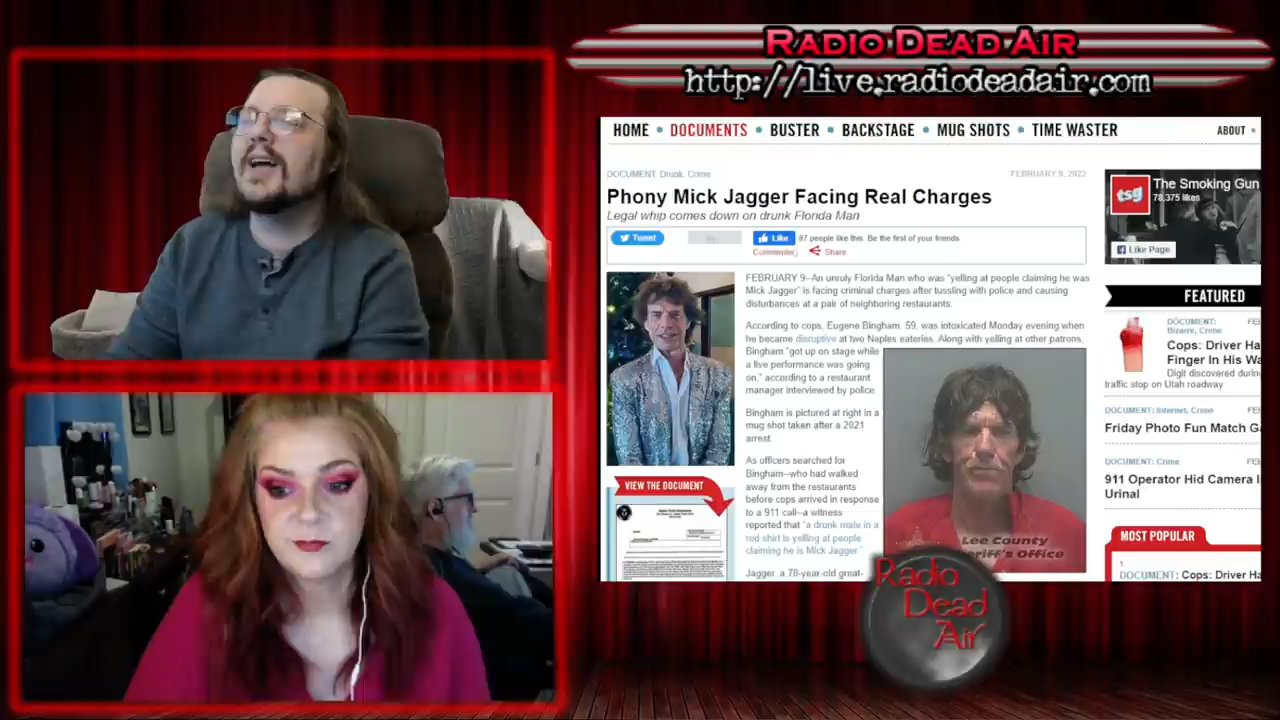 RADIO DEAD AIR
http://live.radiodeadair.com
HOME • DOCUMENTS • BUSTER • BACKSTAGE • MUG SHOTS • TIME WASTER
ABOUT
DOCUMENT: Drunk, Crime
FEBRUARY 9, 2022
Phony Mick Jagger Facing Real Charges
Legal whip comes down on drunk Florida Man
Tweet
Like
97 people like this. Be the first of your friends.
Share
FEBRUARY 9--An unruly Florida Man who was "yelling at people claiming he was
Mick Jagger" is facing criminal charges after tussling with police and causing
disturbances at a pair of neighboring restaurants.
According to cops, Eugene Bingham, 59, was intoxicated Monday evening when
he became disruptive at two Naples eateries. Along with yelling at other patrons,
Bingham "got up on stage while
a live performance was going
on," according to a restaurant
manager interviewed by police.
Bingham is pictured at right in a
mug shot taken after a 2021
arrest.
As officers searched for
Bingham--who had walked
away from the restaurants
before cops arrived in response
to a 911 call--a witness
reported that "a drunk male in a
red shirt is yelling at people
claiming he is Mick Jagger."
Jagger, a 78-year-old great-
VIEW THE DOCUMENT
Lee County
eriff's Office
tsg
The Smoking Gun
78,375 likes
Like Page
FEATURED
DOCUMENT:
Bizarre, Crime
Cops: Driver Ha
Finger In His Wa
Digit discovered during
traffic stop on Utah roadway
DOCUMENT: Internet, Crime
Friday Photo Fun Match G
DOCUMENT: Crime
911 Operator Hid Camera I
Urinal
MOST POPULAR
1
DOCUMENT: Cops: Driver Ha
Radio
Dead
Air